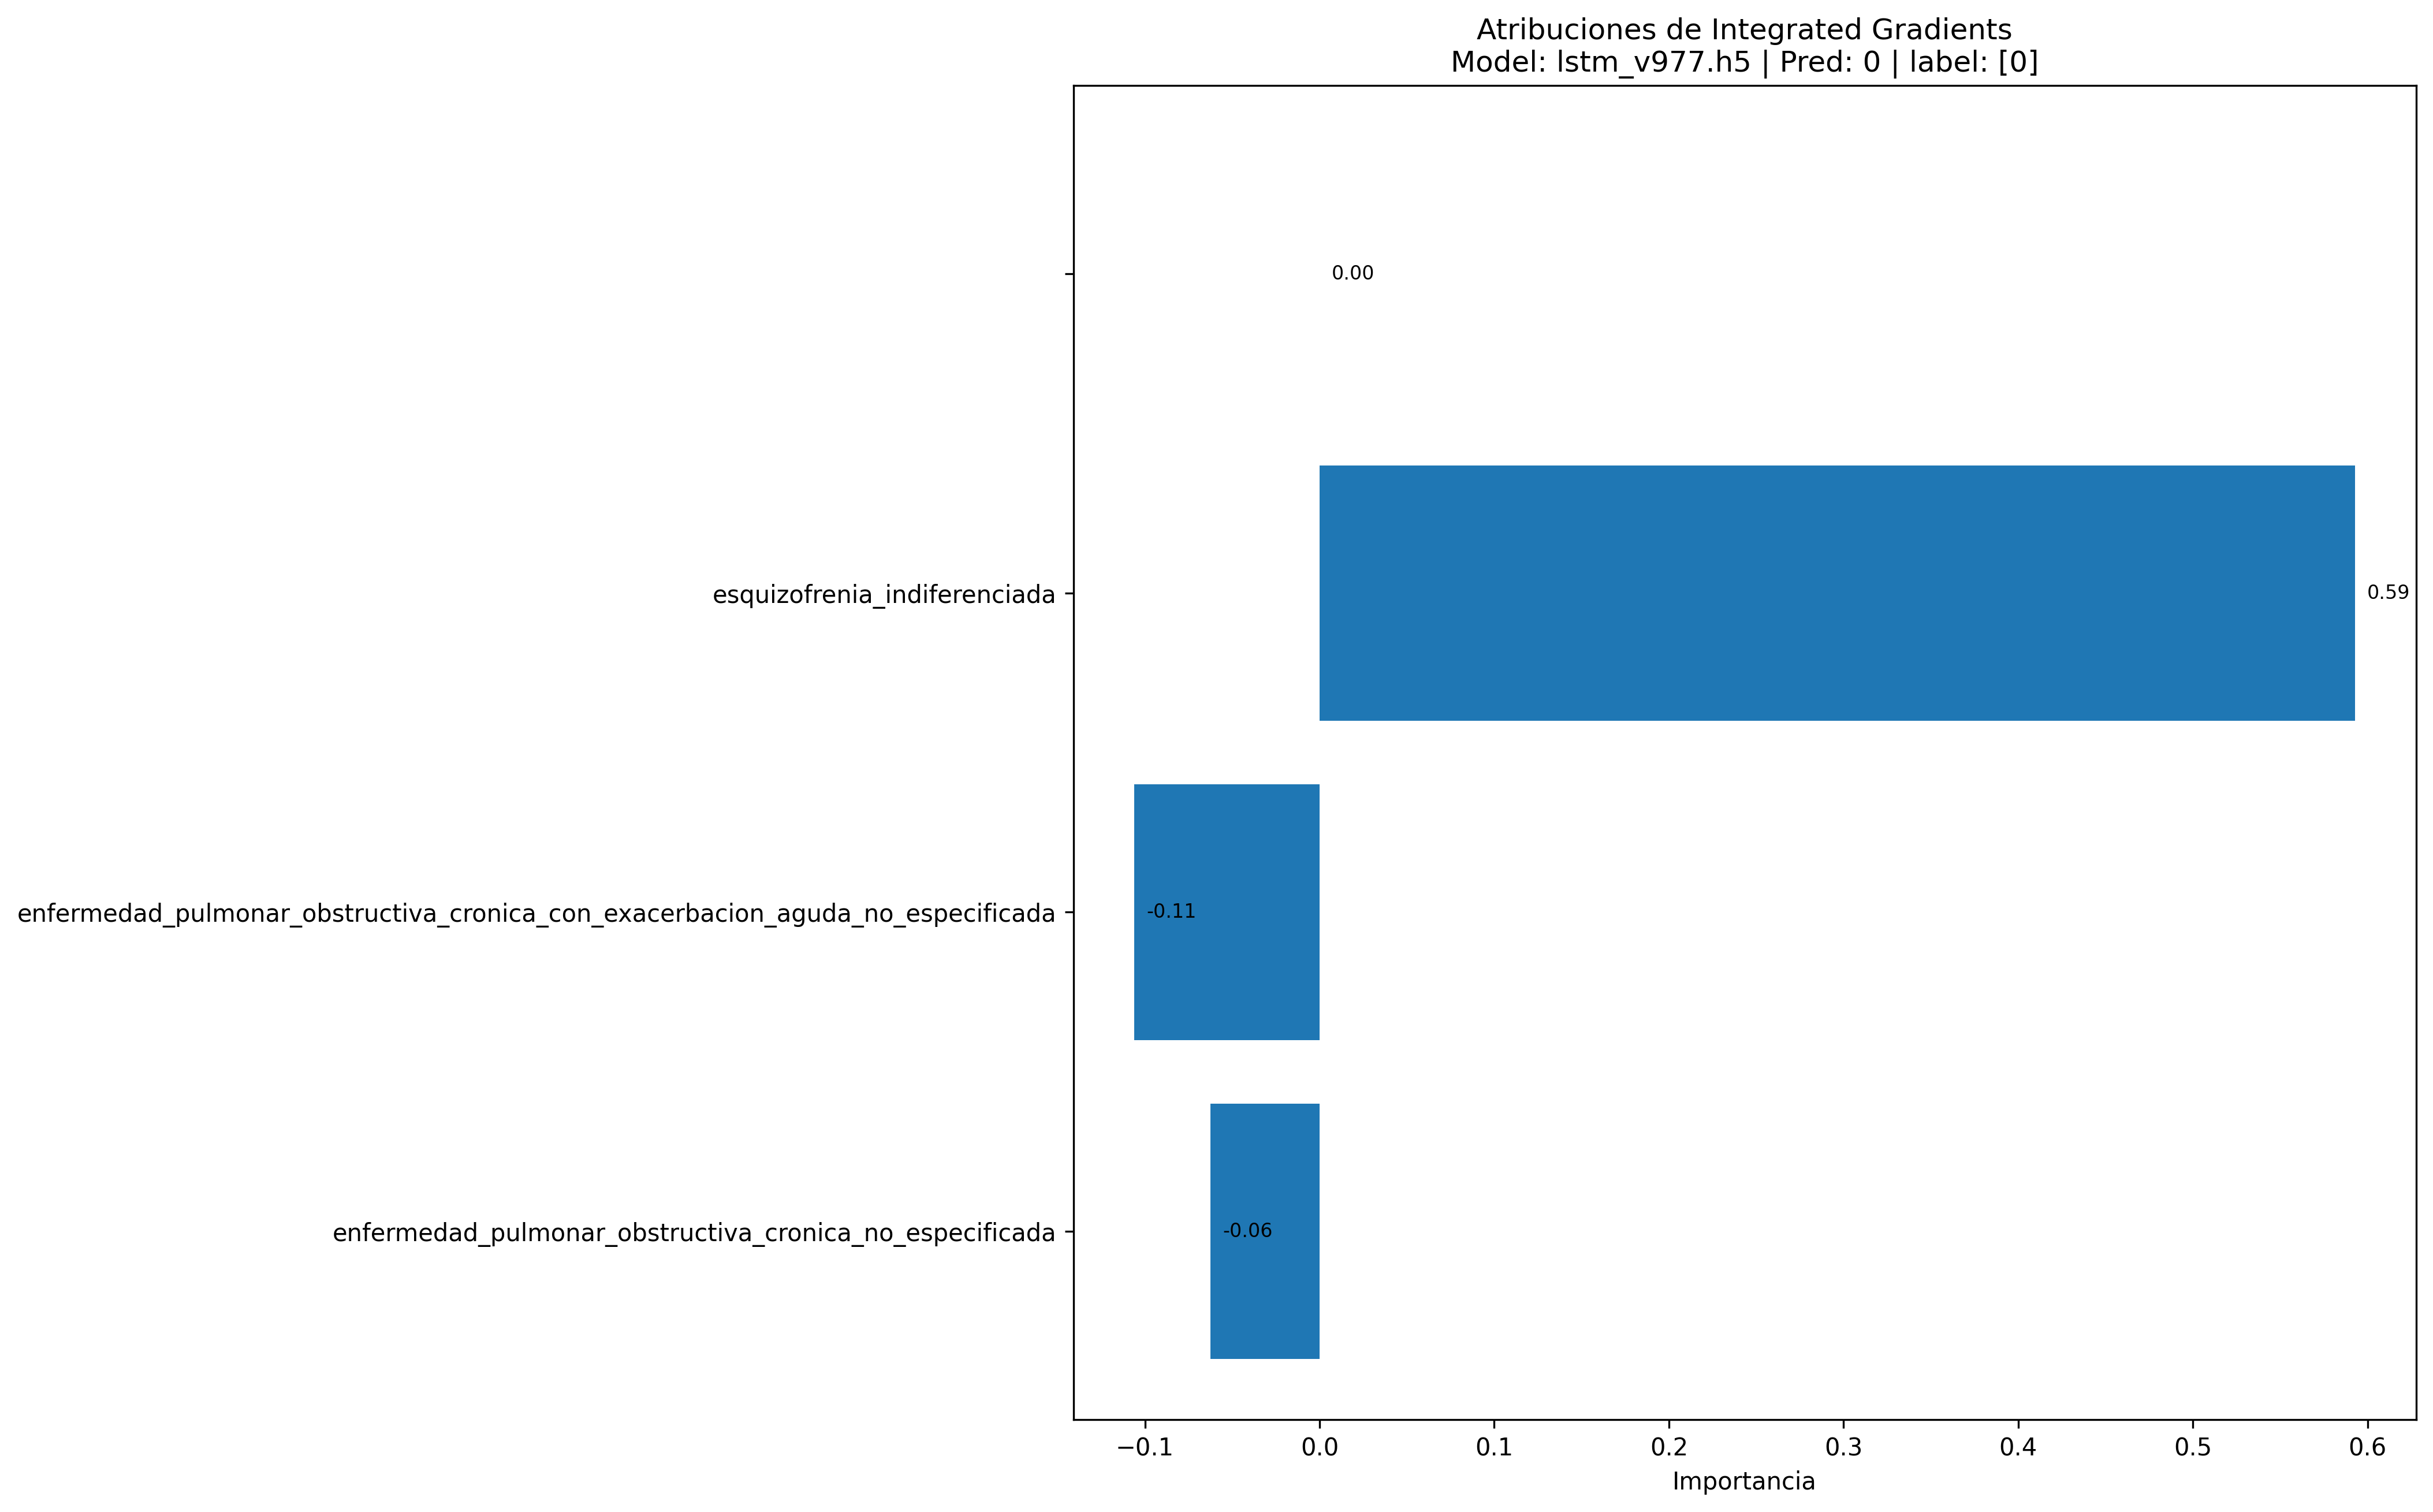 Atribuciones de Integrated Gradients
Model: lstm_v977.h5 | Pred: 0 | label: [0]
0.00
esquizofrenia_indiferenciada
0.59
enfermedad_pulmonar_obstructiva_cronica_con_exacerbacion_aguda_no_especificada
-0.11
enfermedad_pulmonar_obstructiva_cronica_no_especificada
-0.06
−0.1 0.0 0.1 0.2 0.3 0.4 0.5 0.6
Importancia